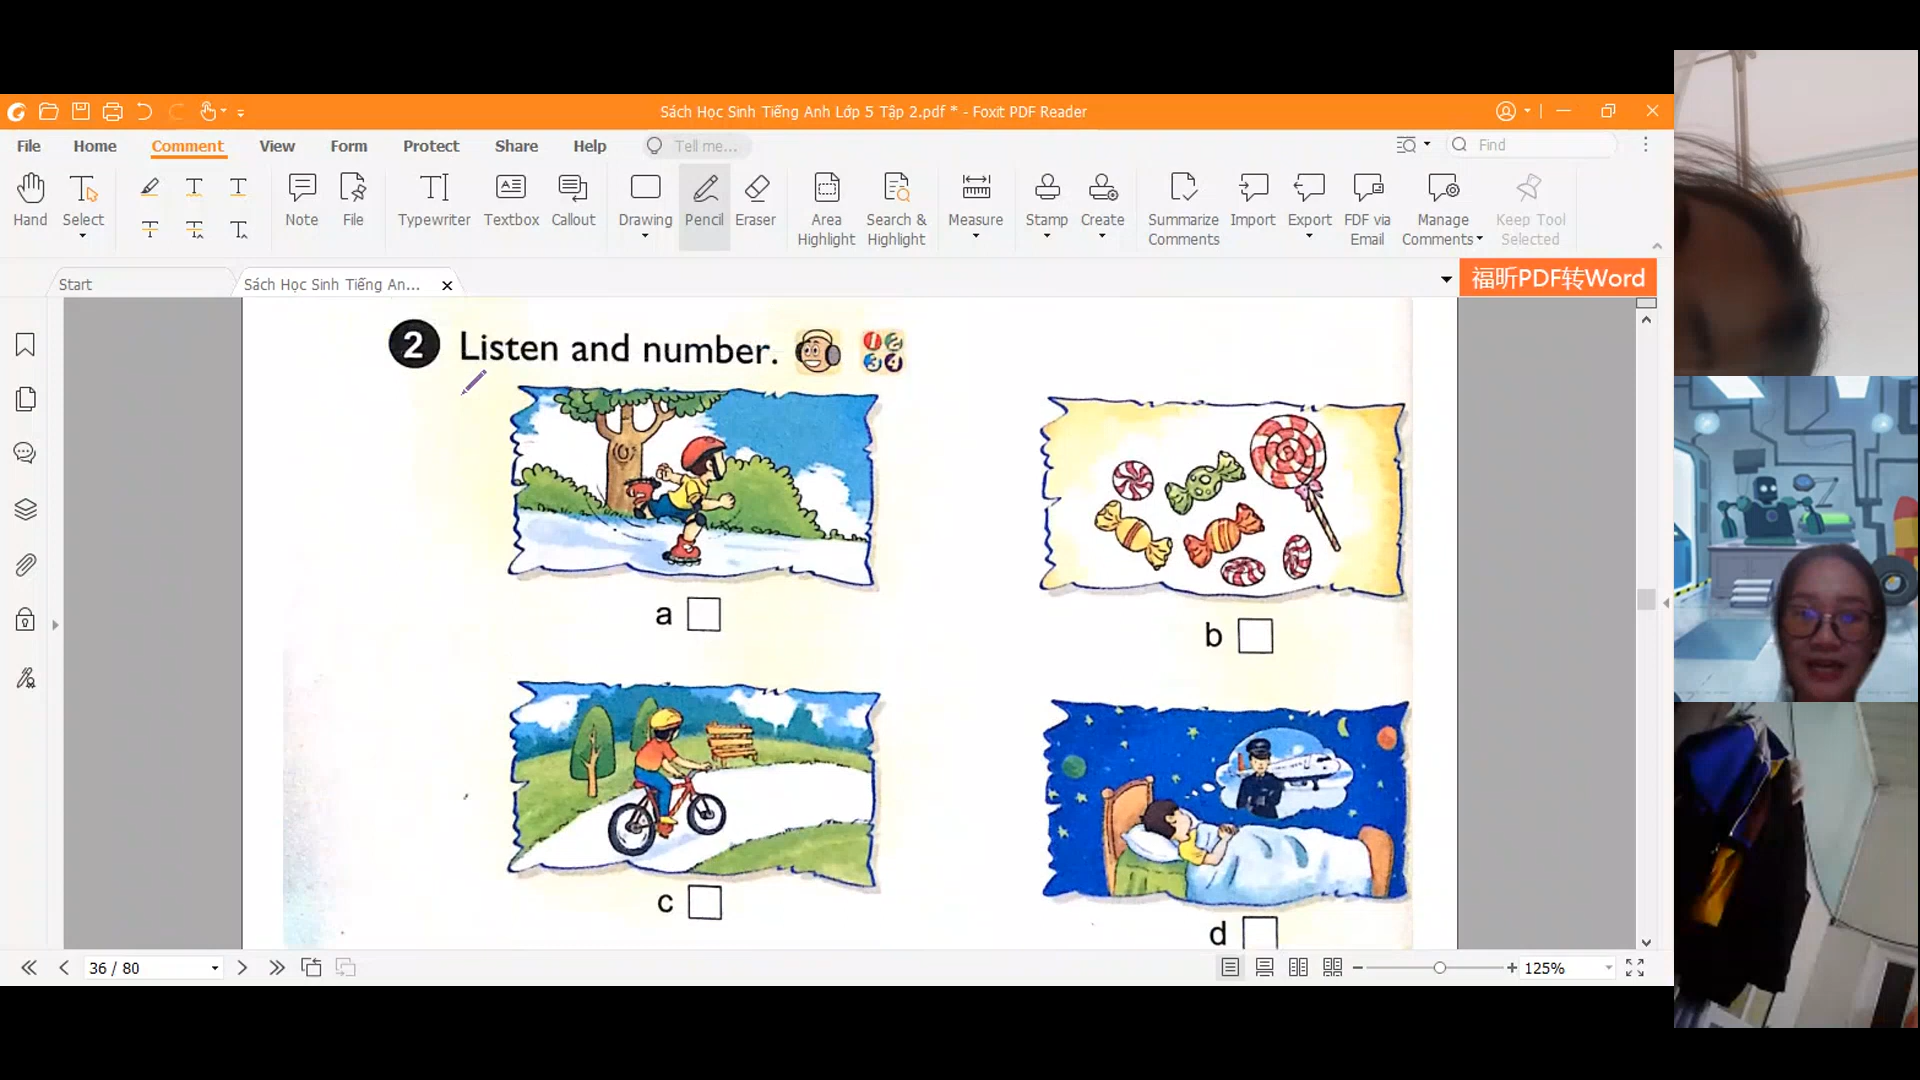 Sách Học Sinh Tiếng Anh Lớp 5 Tập 2.pdf * - Foxit PDF Reader
File Home Comment View Form Protect Share Help Tell me... Find
Hand Select Note File Typewriter Textbox Callout Drawing Pencil Eraser Area Highlight Search & Highlight Measure Stamp Create Summarize Comments Import Export FDF via Email Manage Comments Keep Tool Selected
Start Sách Học Sinh Tiếng An... 福昕PDF转Word
2 Listen and number. 1 2 3 4
a b
c d
36 / 80 125%